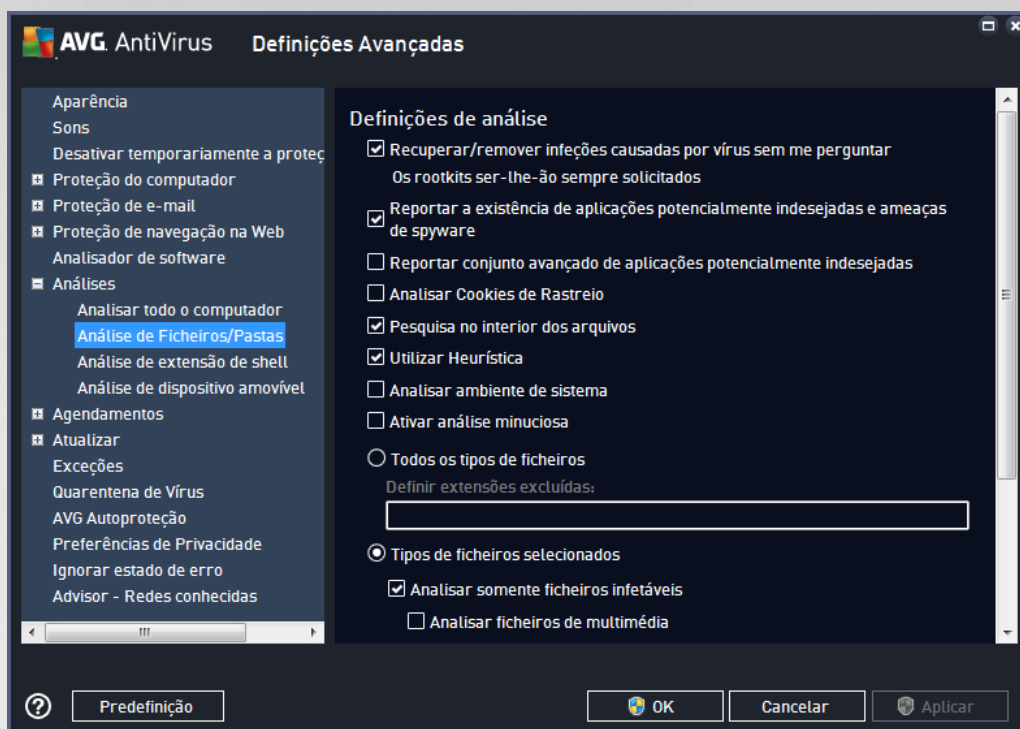 AVG. AntiVirus
Definições Avançadas
Aparência
Sons
Desativar temporariamente a proteç
Proteção do computador
Proteção de e-mail
Proteção de navegação na Web
Analisador de software
Análises
Analisar todo o computador
Análise de Ficheiros/Pastas
Análise de extensão de shell
Análise de dispositivo amovível
Agendamentos
Atualizar
Exceções
Quarentena de Vírus
AVG Autoproteção
Preferências de Privacidade
Ignorar estado de erro
Advisor - Redes conhecidas
Definições de análise
Recuperar/remover infeções causadas por vírus sem me perguntar
Os rootkits ser-lhe-ão sempre solicitados
Reportar a existência de aplicações potencialmente indesejadas e ameaças
de spyware
Reportar conjunto avançado de aplicações potencialmente indesejadas
Analisar Cookies de Rastreio
Pesquisa no interior dos arquivos
Utilizar Heurística
Analisar ambiente de sistema
Ativar análise minuciosa
Todos os tipos de ficheiros
Definir extensões excluídas:
Tipos de ficheiros selecionados
Analisar somente ficheiros infetáveis
Analisar ficheiros de multimédia
Predefinição
OK
Cancelar
Aplicar